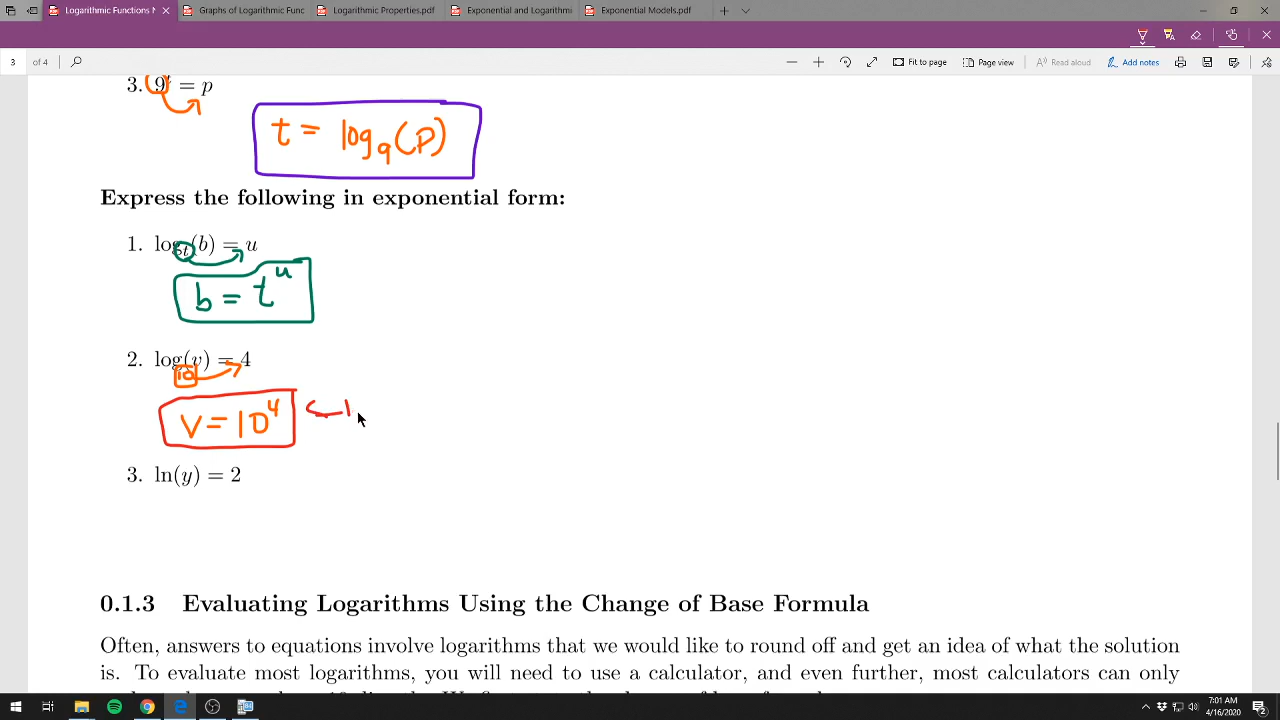 Logarithmic Functions N
Graphs of Logarithmic Func
Logarithmic Properties.pdf
Exponential and Logarithmi
Exponential Models.pdf
3 of 4
Fit to page
Page view
Read aloud
Add notes
3. 9^t = p
t = log₉(P)
Express the following in exponential form:
1. logₜ(b) = u
b = t^u
2. log(v) = 4
10
v = 10⁴
3. ln(y) = 2
0.1.3 Evaluating Logarithms Using the Change of Base Formula
Often, answers to equations involve logarithms that we would like to round off and get an idea of what the solution
is. To evaluate most logarithms, you will need to use a calculator, and even further, most calculators can only
7:01 AM
4/16/2020